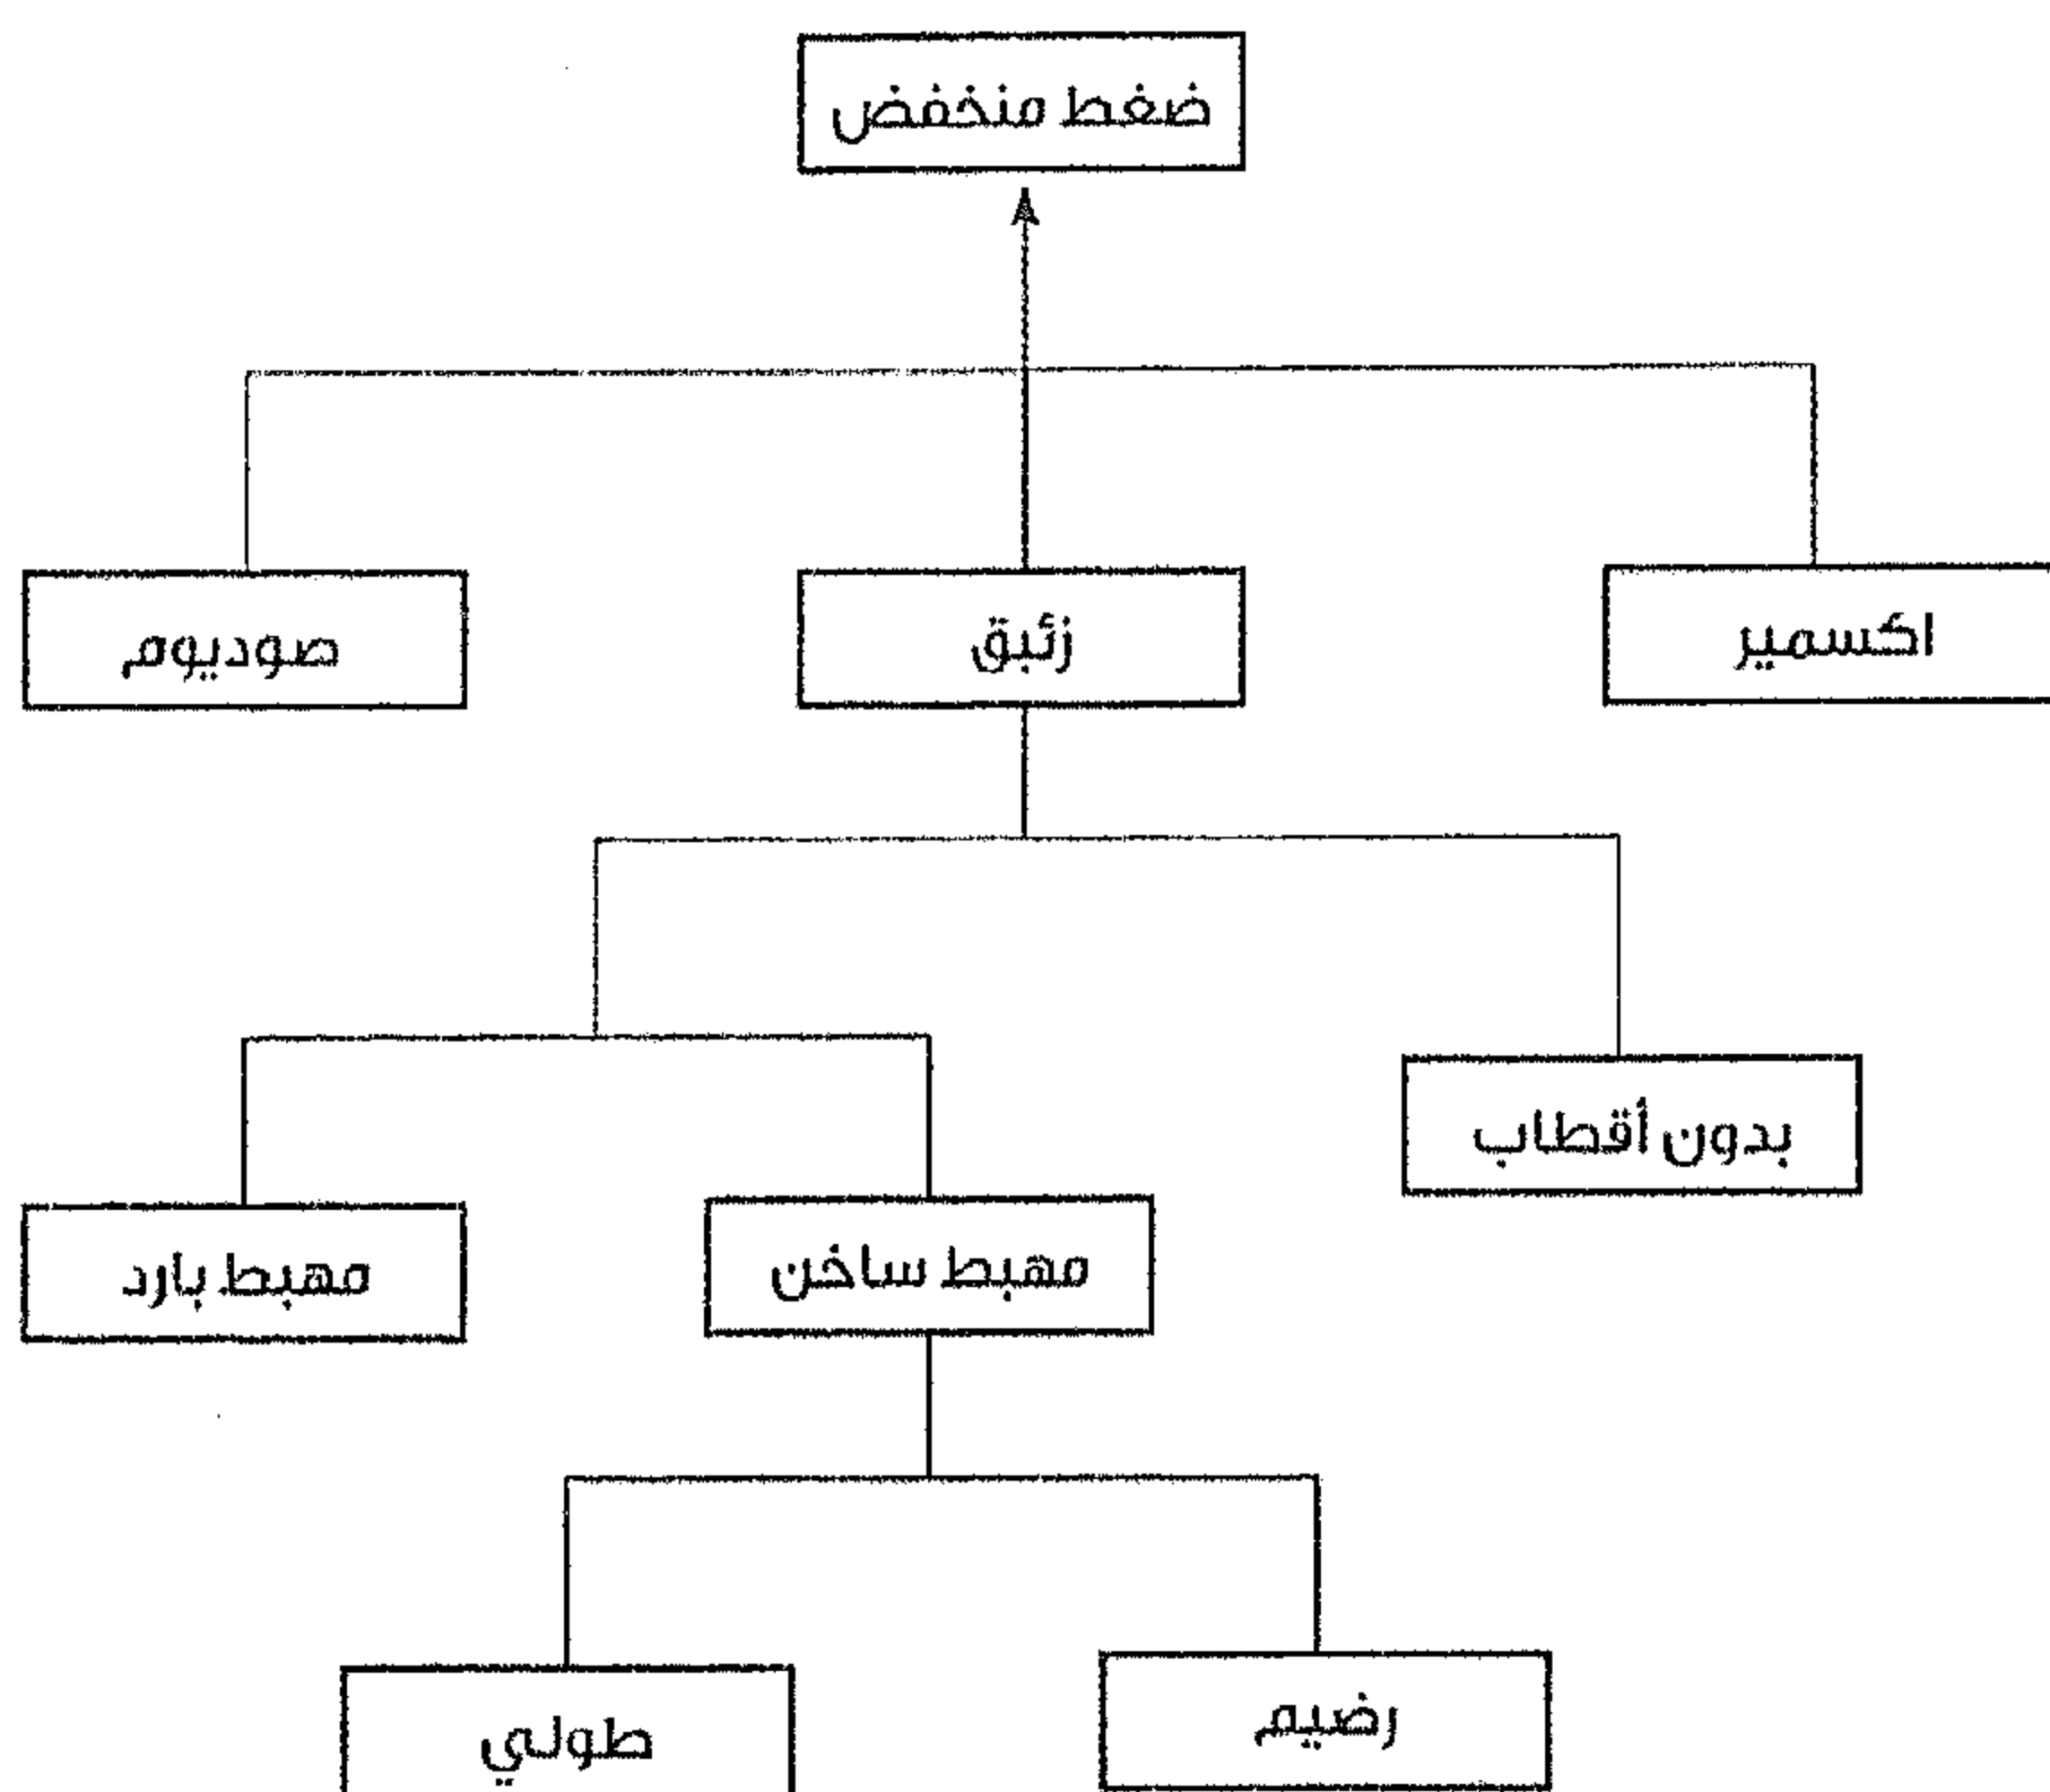 ضغط منخفض
اكسمير
زئبق
صوديوم
بدون أقطاب
مهبط ساخن
مهبط بارد
رضيم
طولي